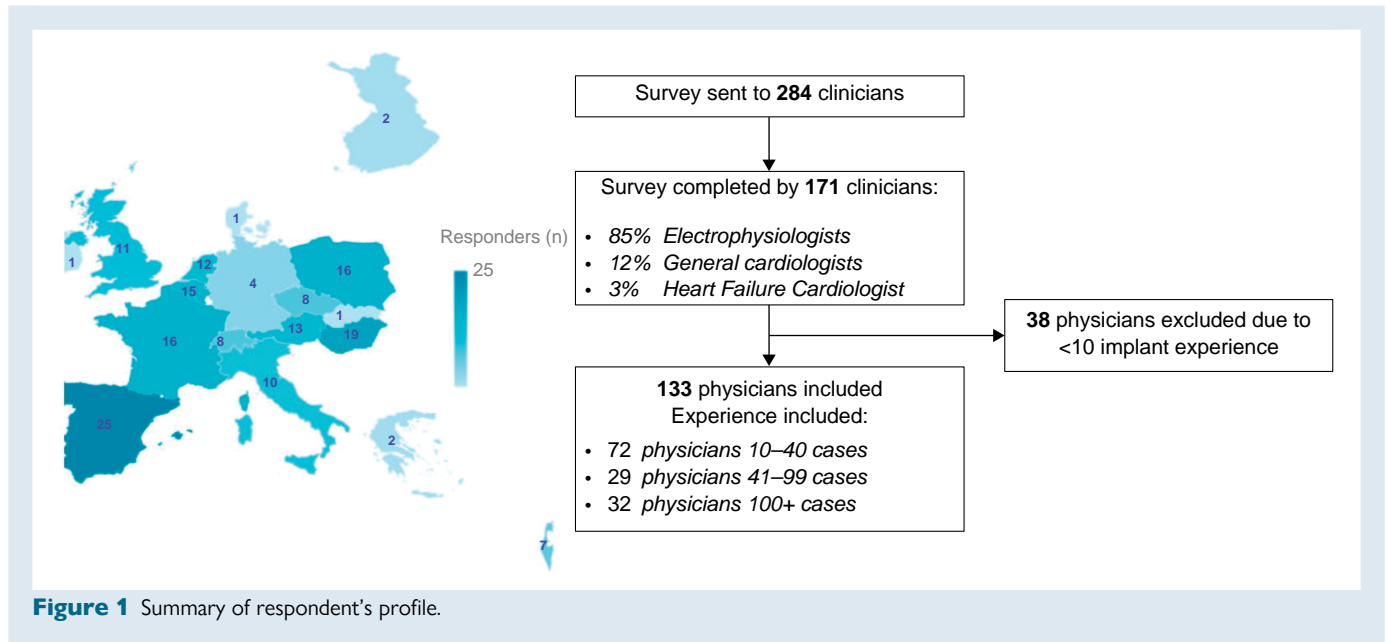 2
1
11
1
12
15
4
16
8
1
13
19
16
8
10
25
2
7
Responders (n)
25
Survey sent to 284 clinicians
Survey completed by 171 clinicians:
• 85% Electrophysiologists
• 12% General cardiologists
• 3% Heart Failure Cardiologist
38 physicians excluded due to
<10 implant experience
133 physicians included
Experience included:
• 72 physicians 10–40 cases
• 29 physicians 41–99 cases
• 32 physicians 100+ cases
Figure 1 Summary of respondent's profile.